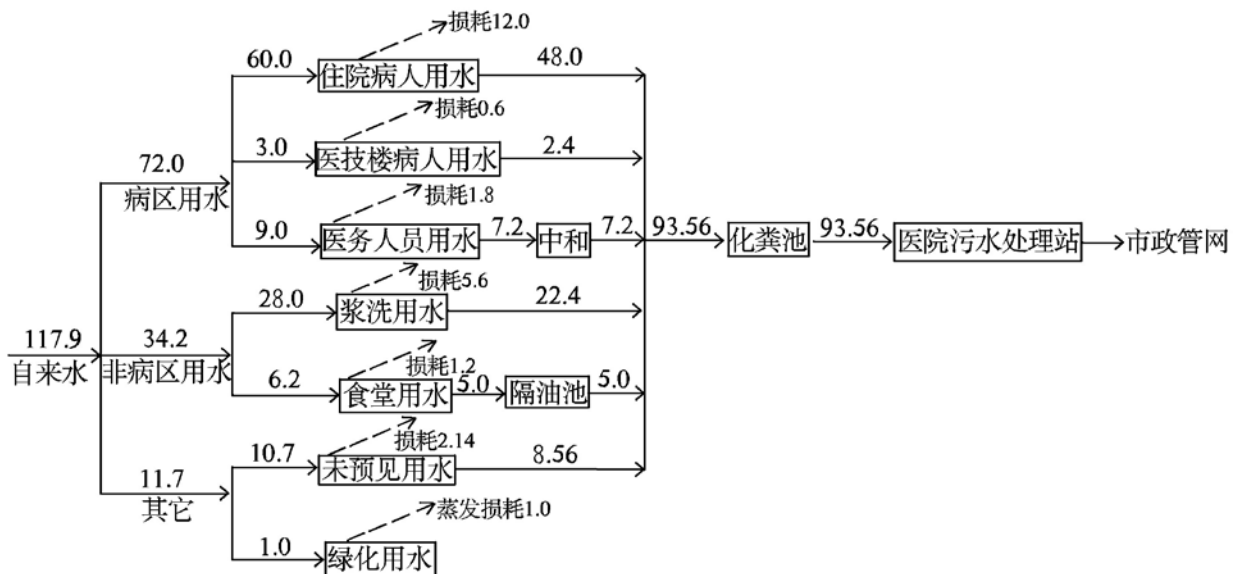 损耗12.0
60.0
住院病人用水
48.0
损耗0.6
72.0
病区用水
3.0
医技楼病人用水
2.4
损耗1.8
9.0
医务人员用水
7.2
中和
7.2
93.56
化粪池
93.56
医院污水处理站
市政管网
损耗5.6
28.0
浆洗用水
22.4
117.9
自来水
34.2
非病区用水
损耗1.2
6.2
食堂用水
5.0
隔油池
5.0
损耗2.14
11.7
其它
10.7
未预见用水
8.56
蒸发损耗1.0
1.0
绿化用水